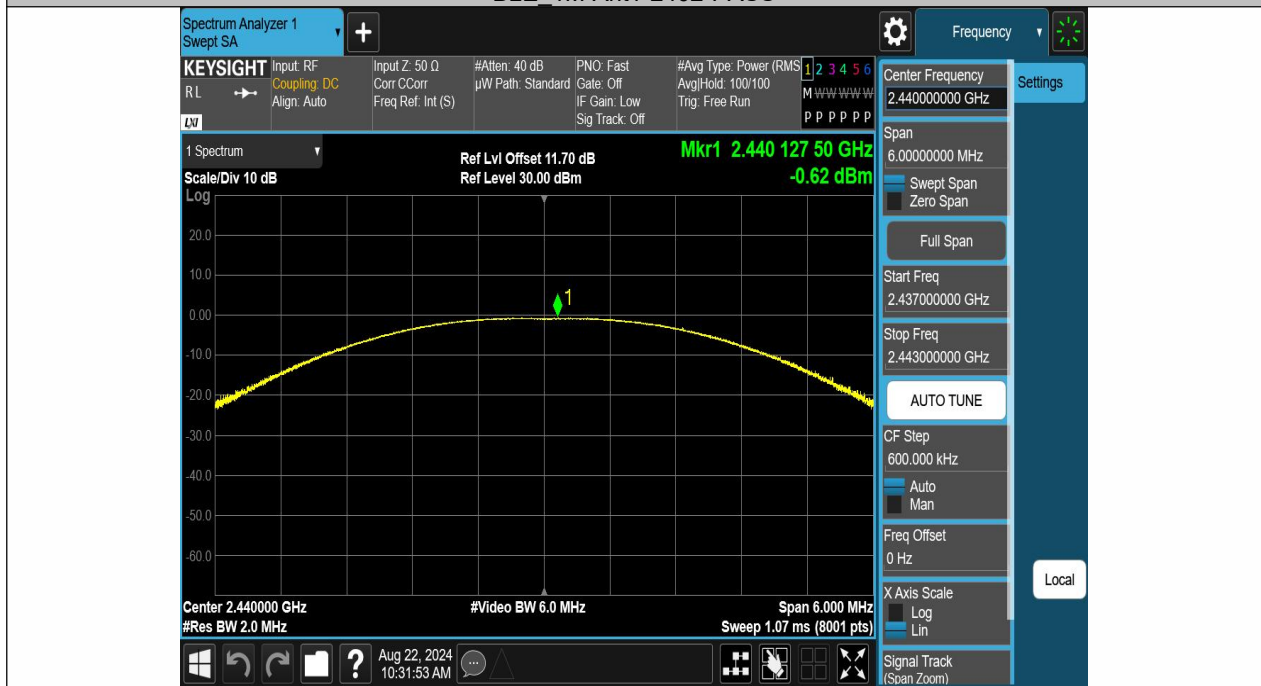 Spectrum Analyzer 1
Swept SA
+
Frequency
KEYSIGHT
RL
LXI
Input: RF
Coupling: DC
Align: Auto
Input Z: 50 Ω
Corr CCorr
Freq Ref: Int (S)
#Atten: 40 dB
µW Path: Standard
PNO: Fast
Gate: Off
IF Gain: Low
Sig Track: Off
#Avg Type: Power (RMS
Avg|Hold: 100/100
Trig: Free Run
1 2 3 4 5 6
M W W W W W
P P P P P P
1 Spectrum
Scale/Div 10 dB
Log
Ref Lvl Offset 11.70 dB
Ref Level 30.00 dBm
Mkr1 2.440 127 50 GHz
-0.62 dBm
20.0
10.0
0.00
-10.0
-20.0
-30.0
-40.0
-50.0
-60.0
1
Center 2.440000 GHz
#Res BW 2.0 MHz
#Video BW 6.0 MHz
Span 6.000 MHz
Sweep 1.07 ms (8001 pts)
?
Aug 22, 2024
10:31:53 AM
Center Frequency
2.440000000 GHz
Settings
Span
6.00000000 MHz
Swept Span
Zero Span
Full Span
Start Freq
2.437000000 GHz
Stop Freq
2.443000000 GHz
AUTO TUNE
CF Step
600.000 kHz
Auto
Man
Freq Offset
0 Hz
Local
X Axis Scale
Log
Lin
Signal Track
(Span Zoom)